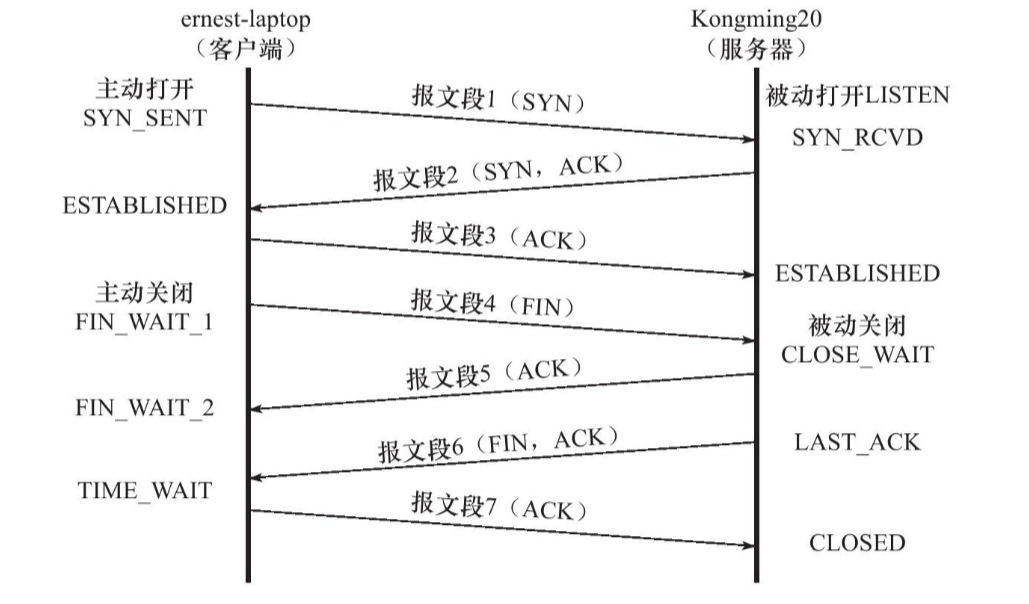 ernest-laptop
（客户端）
Kongming20
（服务器）
主动打开
SYN_SENT
报文段1（SYN）
被动打开LISTEN
SYN_RCVD
报文段2（SYN，ACK）
ESTABLISHED
报文段3（ACK）
ESTABLISHED
主动关闭
FIN_WAIT_1
报文段4（FIN）
被动关闭
CLOSE_WAIT
报文段5（ACK）
FIN_WAIT_2
报文段6（FIN，ACK）
LAST_ACK
TIME_WAIT
报文段7（ACK）
CLOSED